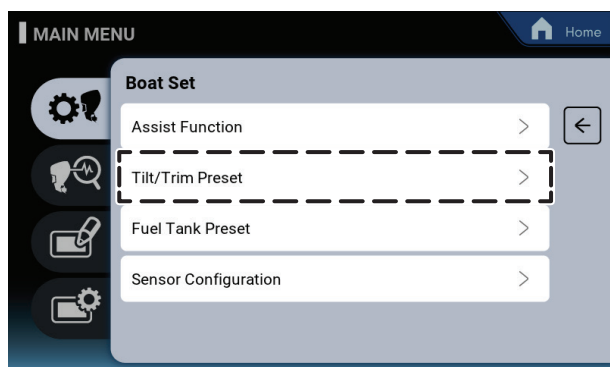 MAIN MENU
Home
Boat Set
Assist Function
Tilt/Trim Preset
Fuel Tank Preset
Sensor Configuration